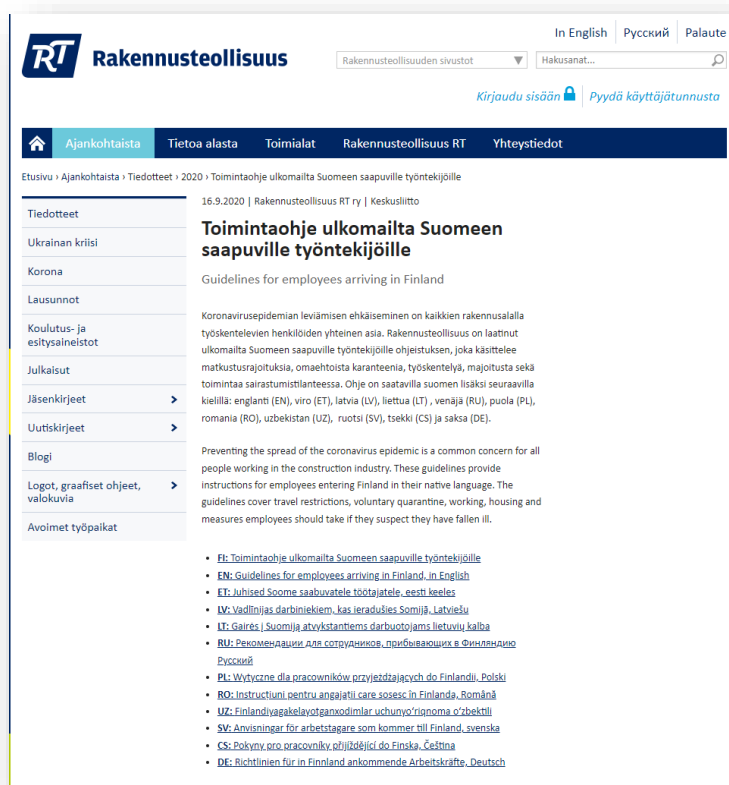 In English Русский Palaute
RT Rakennusteollisuus
Rakennusteollisuuden sivustot ▼ Hakusanat...
Kirjaudu sisään Pyydä käyttäjätunnusta
Ajankohtaista Tietoa alasta Toimialat Rakennusteollisuus RT Yhteystiedot
Etusivu › Ajankohtaista › Tiedotteet › 2020 › Toimintaohje ulkomailta Suomeen saapuville työntekijöille
Tiedotteet
Ukrainan kriisi
Korona
Lausunnot
Koulutus- ja
esitysaineistot
Julkaisut
Jäsenkirjeet >
Uutiskirjeet >
Blogi
Logot, graafiset ohjeet, >
valokuvia
Avoimet työpaikat
16.9.2020 | Rakennusteollisuus RT ry | Keskusliitto
Toimintaohje ulkomailta Suomeen
saapuville työntekijöille
Guidelines for employees arriving in Finland
Koronavirusepidemian leviämisen ehkäiseminen on kaikkien rakennusalalla
työskentelevien henkilöiden yhteinen asia. Rakennusteollisuus on laatinut
ulkomailta Suomeen saapuville työntekijöille ohjeistuksen, joka käsittelee
matkustusrajoituksia, omaehtoista karanteenia, työskentelyä, majoitusta sekä
toimintaa sairastumistilanteessa. Ohje on saatavilla suomen lisäksi seuraavilla
kielillä: englanti (EN), viro (ET), latvia (LV), liettua (LT) , venäjä (RU), puola (PL),
romania (RO), uzbekistan (UZ), ruotsi (SV), tsekki (CS) ja saksa (DE).
Preventing the spread of the coronavirus epidemic is a common concern for all
people working in the construction industry. These guidelines provide
instructions for employees entering Finland in their native language. The
guidelines cover travel restrictions, voluntary quarantine, working, housing and
measures employees should take if they suspect they have fallen ill.
• FI: Toimintaohje ulkomailta Suomeen saapuville työntekijöille
• EN: Guidelines for employees arriving in Finland, in English
• ET: Juhised Soome saabuvatele töötajatele, eesti keeles
• LV: Vadlīnijas darbiniekiem, kas ieradušies Somijā, Latviešu
• LT: Gairės į Suomiją atvykstantiems darbuotojams lietuvių kalba
• RU: Рекомендации для сотрудников, прибывающих в Финляндию
Русский
• PL: Wytyczne dla pracowników przyjeżdżających do Finlandii, Polski
• RO: Instrucțiuni pentru angajații care sosesc în Finlanda, Română
• UZ: Finlandiyagakelayotganxodimlar uchunyo'riqnoma o'zbektili
• SV: Anvisningar för arbetstagare som kommer till Finland, svenska
• CS: Pokyny pro pracovníky přijíždějící do Finska, Čeština
• DE: Richtlinien für in Finnland ankommende Arbeitskräfte, Deutsch